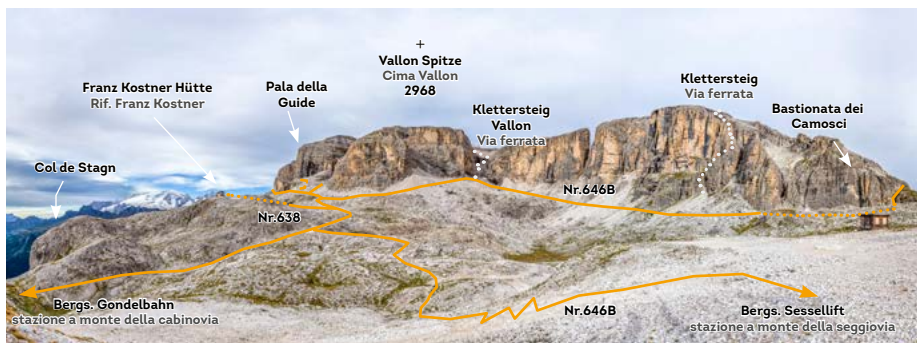 +
Vallon Spitze
Cima Vallon
2968
Franz Kostner Hütte
Rif. Franz Kostner
Pala della
Guide
Klettersteig
Via ferrata
Klettersteig
Vallon
Via ferrata
Bastionata dei
Camosci
Col de Stagn
Nr.646B
Nr.638
Bergs. Gondelbahn
stazione a monte della cabinovia
Nr.646B
Bergs. Sessellift
stazione a monte della seggiovia